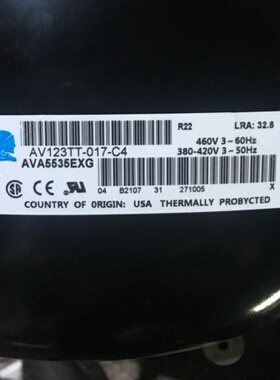 R22 LRA: 32.8
460V 3~60Hz
AV123TT-017-C4 380-420V 3~50Hz
AVA5535EXG
04 B2107 31 271005 X
COUNTRY OF 0RIGIN: USA THERMALLY PROBYCTED